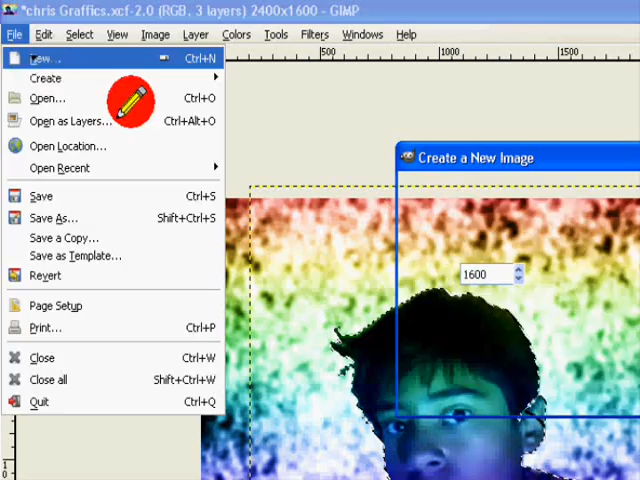 "chris Graffics.xcf-2.0 (RGB, 3 layers) 2400x1600 – GIMP
File Edit Select View Image Layer Colors Tools Filters Windows Help
500 1000 1500
New... Ctrl+N
Create
Open... Ctrl+O
Open as Layers... Ctrl+Alt+O
Open Location...
Open Recent
Save Ctrl+S
Save As... Shift+Ctrl+S
Save a Copy...
Save as Template...
Revert
Page Setup
Print... Ctrl+P
Close Ctrl+W
Close all Shift+Ctrl+W
Quit Ctrl+Q
Create a New Image
1600